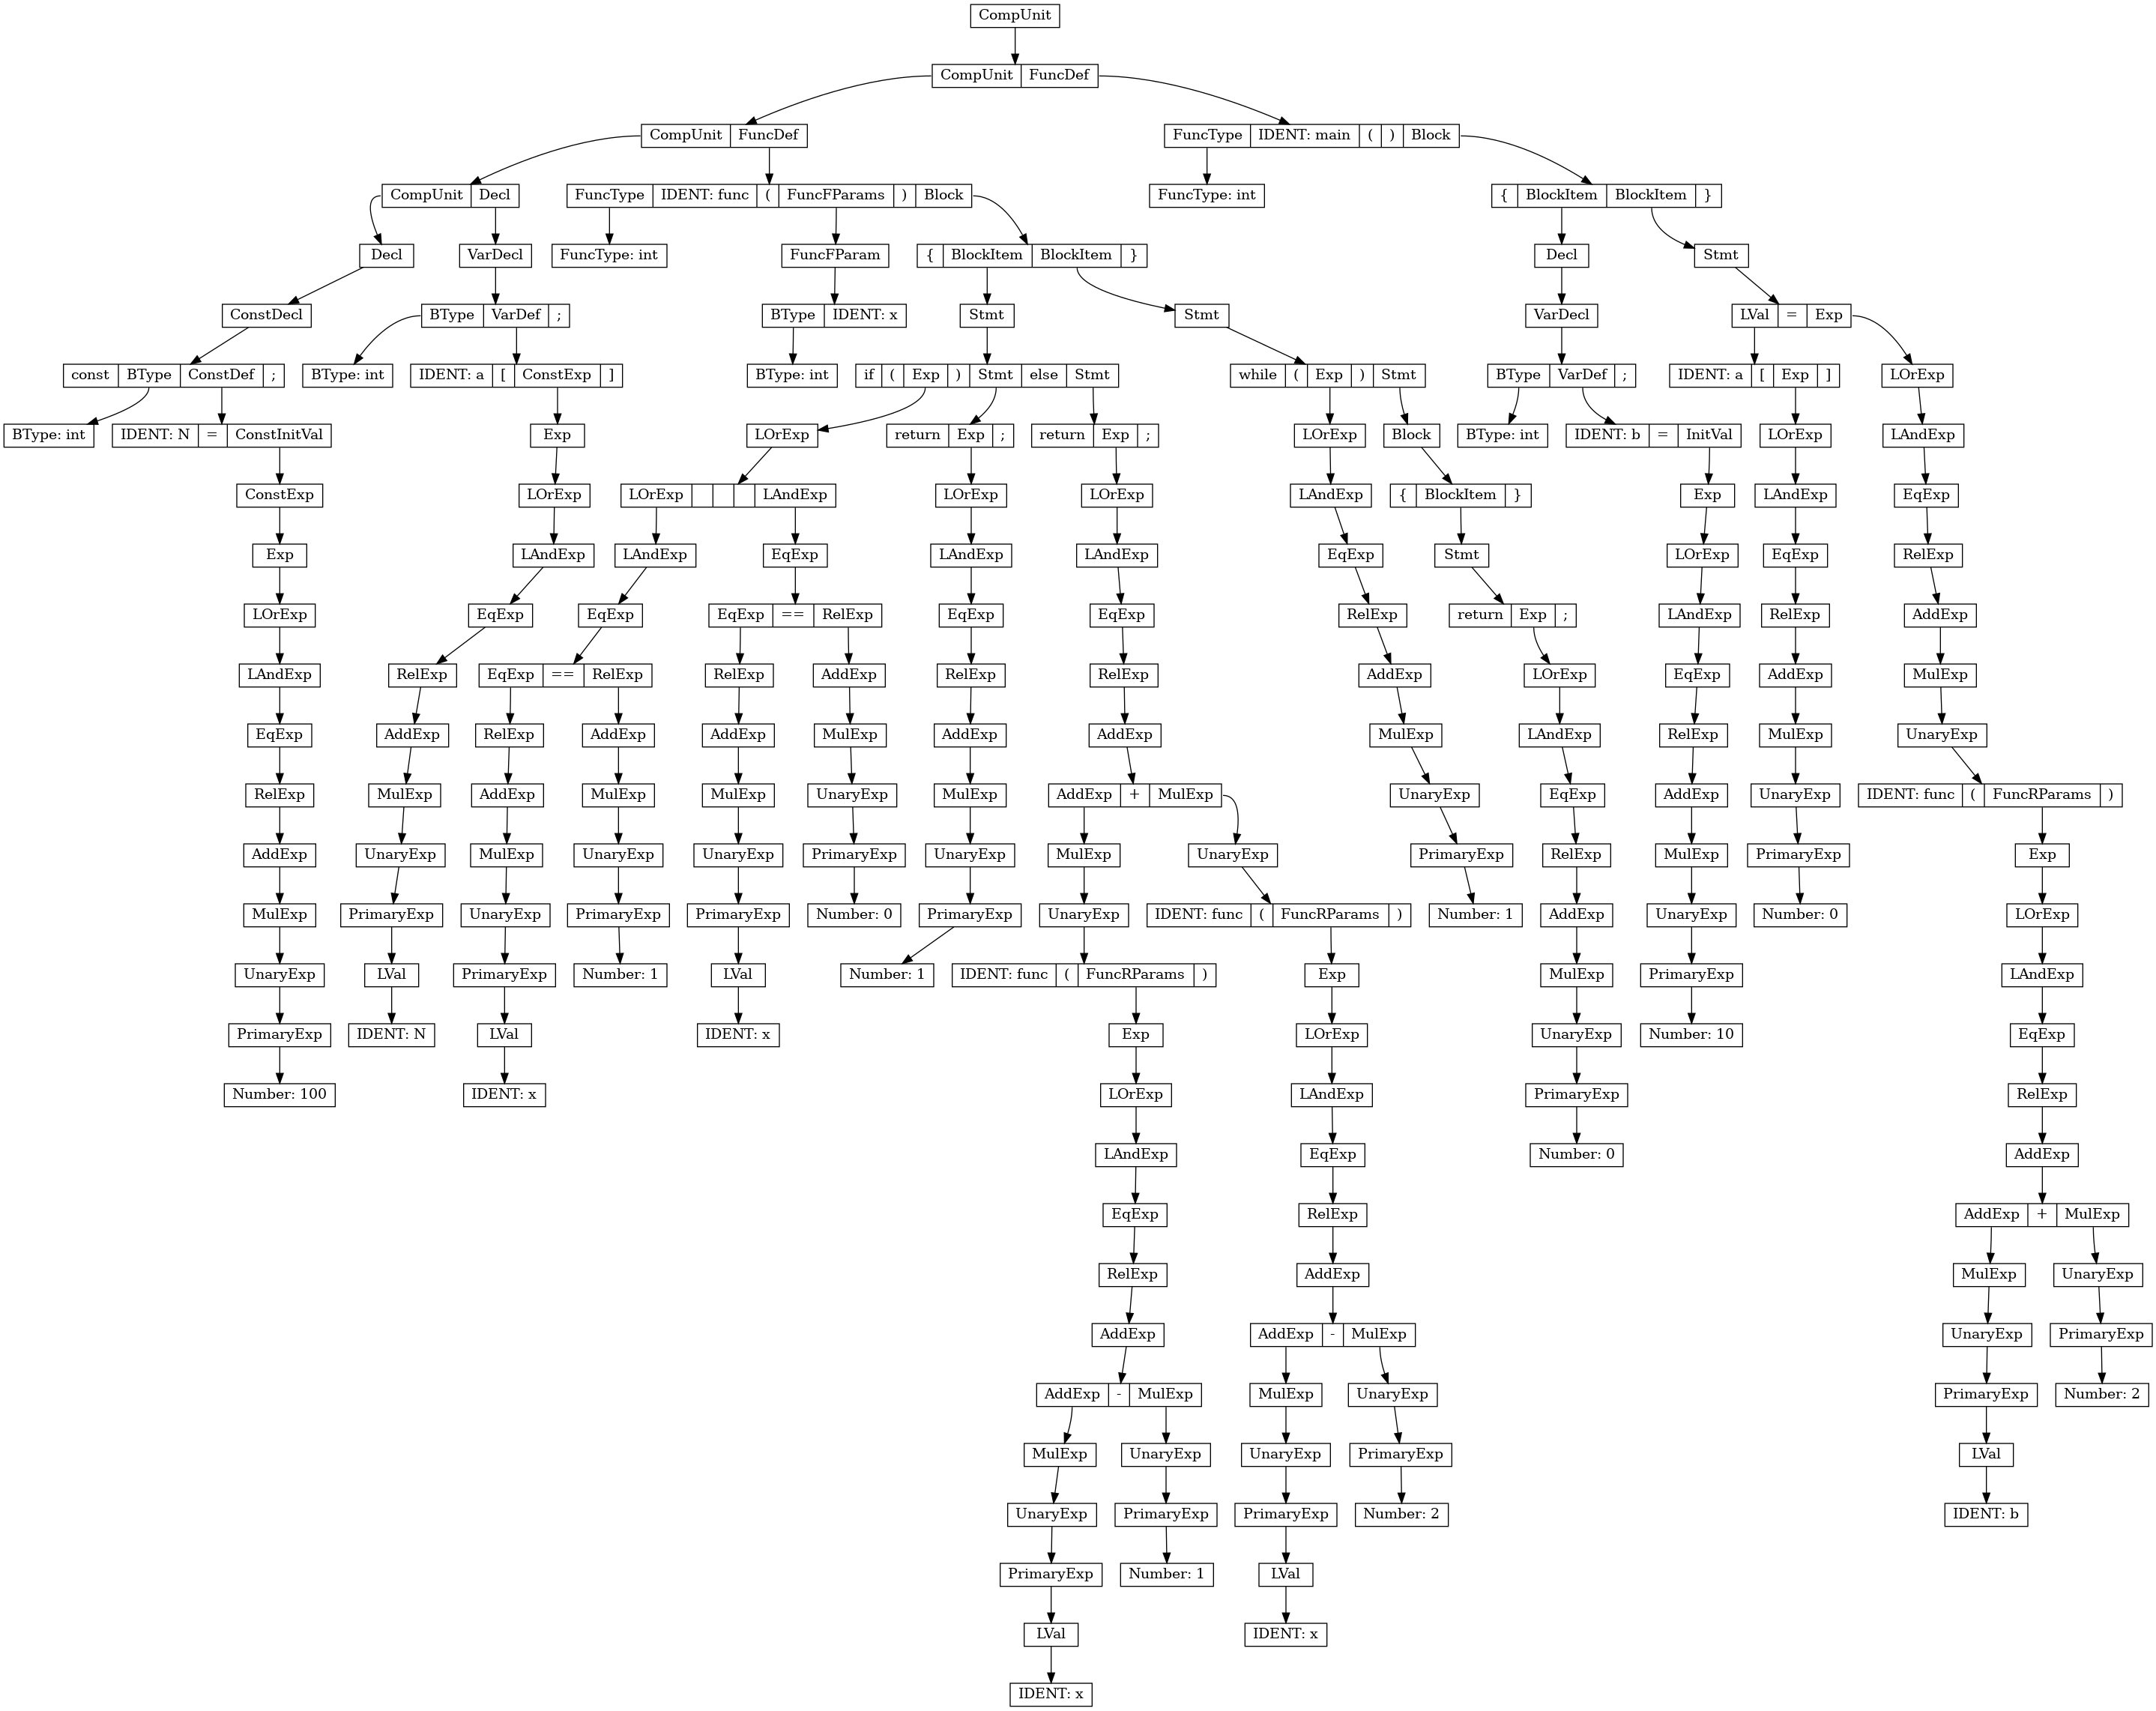 CompUnit
CompUnit FuncDef
CompUnit FuncDef FuncType IDENT: main ( ) Block
CompUnit Decl FuncType IDENT: func ( FuncFParams ) Block FuncType: int { BlockItem BlockItem }
Decl VarDecl FuncType: int FuncFParam { BlockItem BlockItem } Decl Stmt
ConstDecl BType VarDef ; BType IDENT: x Stmt Stmt VarDecl LVal = Exp
const BType ConstDef ; BType: int IDENT: a [ ConstExp ] BType: int if ( Exp ) Stmt else Stmt while ( Exp ) Stmt BType VarDef ; IDENT: a [ Exp ] LOrExp
BType: int IDENT: N = ConstInitVal Exp LOrExp return Exp ; return Exp ; LOrExp Block BType: int IDENT: b = InitVal LOrExp LAndExp
ConstExp LOrExp LOrExp LAndExp LOrExp LOrExp LAndExp { BlockItem } Exp LAndExp EqExp
Exp LAndExp LAndExp EqExp LAndExp LAndExp EqExp Stmt LOrExp EqExp RelExp
LOrExp EqExp EqExp EqExp == RelExp EqExp EqExp RelExp return Exp ; LAndExp RelExp AddExp
LAndExp RelExp EqExp == RelExp RelExp AddExp RelExp RelExp AddExp LOrExp EqExp AddExp MulExp
EqExp AddExp RelExp AddExp AddExp MulExp AddExp AddExp MulExp LAndExp RelExp MulExp UnaryExp
RelExp MulExp AddExp MulExp MulExp UnaryExp MulExp AddExp + MulExp UnaryExp EqExp AddExp UnaryExp IDENT: func ( FuncRParams )
AddExp UnaryExp MulExp UnaryExp UnaryExp PrimaryExp UnaryExp MulExp UnaryExp PrimaryExp RelExp MulExp PrimaryExp Exp
MulExp PrimaryExp UnaryExp PrimaryExp PrimaryExp Number: 0 PrimaryExp UnaryExp IDENT: func ( FuncRParams ) Number: 1 AddExp UnaryExp Number: 0 LOrExp
UnaryExp LVal PrimaryExp Number: 1 LVal Number: 1 IDENT: func ( FuncRParams ) Exp MulExp PrimaryExp LAndExp
PrimaryExp IDENT: N LVal IDENT: x Exp LOrExp UnaryExp Number: 10 EqExp
Number: 100 IDENT: x LOrExp LAndExp PrimaryExp RelExp
LAndExp EqExp Number: 0 AddExp
EqExp RelExp AddExp + MulExp
RelExp AddExp MulExp UnaryExp
AddExp AddExp - MulExp UnaryExp PrimaryExp
AddExp - MulExp MulExp UnaryExp PrimaryExp Number: 2
MulExp UnaryExp UnaryExp PrimaryExp LVal
UnaryExp PrimaryExp PrimaryExp Number: 2 IDENT: b
PrimaryExp Number: 1 LVal
LVal IDENT: x
IDENT: x